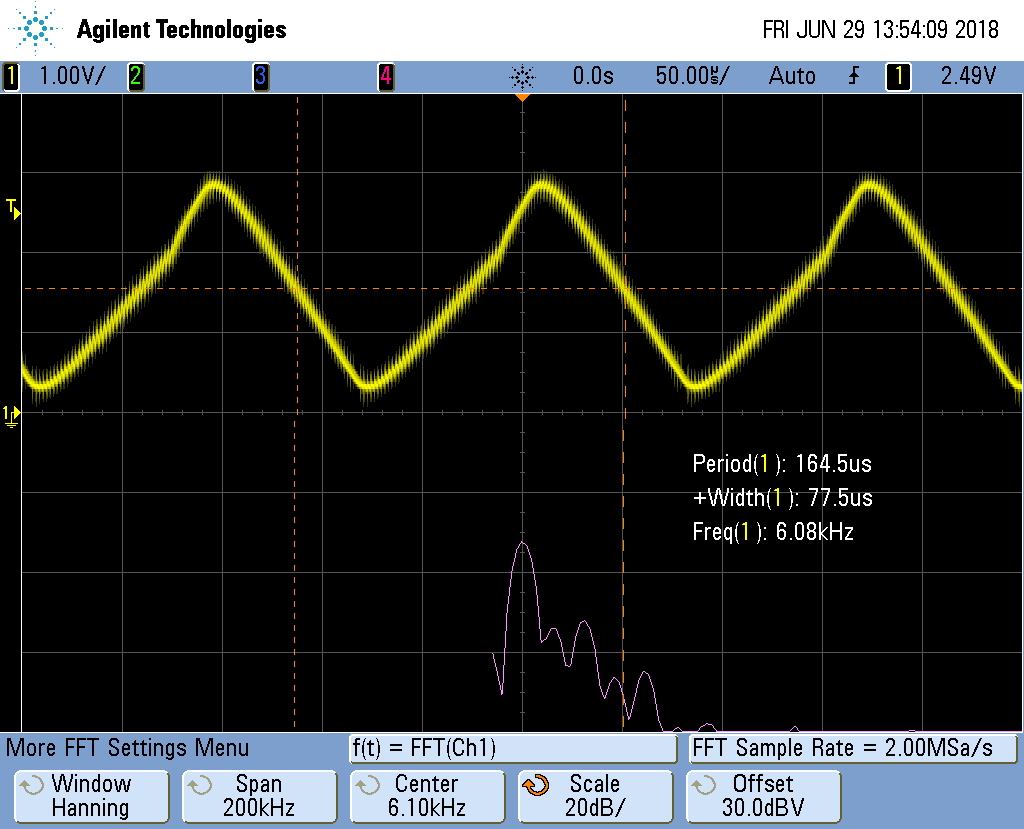 Agilent Technologies FRI JUN 29 13:54:09 2018
1 1.00V/ 2 3 4 0.0s 50.00㎲/ Auto 1 2.49V
T
1
Period(1): 164.5us
+Width(1): 77.5us
Freq(1): 6.08kHz
More FFT Settings Menu f(t) = FFT(Ch1) FFT Sample Rate = 2.00MSa/s
Window Span Center Scale Offset
Hanning 200kHz 6.10kHz 20dB/ 30.0dBV